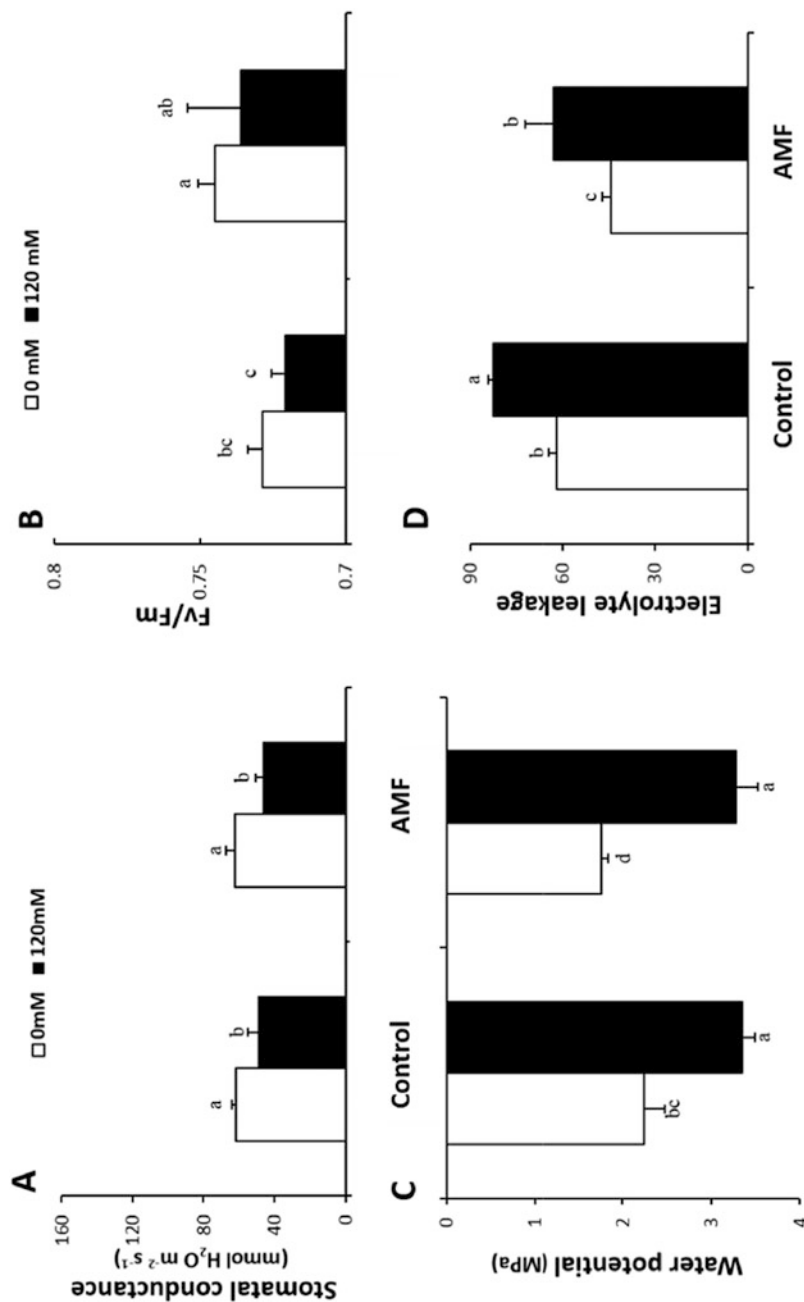 A
□ 0mM ■ 120mM
Stomatal conductance
(mmol H₂O m⁻² s⁻¹)
160
120
80
40
0
a
b
a
b
B
□ 0 mM ■ 120 mM
Fv/Fm
0.8
0.75
0.7
bc
c
a
ab
C
Control
AMF
Water potential (MPa)
0
1
2
3
4
bc
a
d
a
D
Electrolyte leakage
90
60
30
0
b
a
c
b
Control
AMF